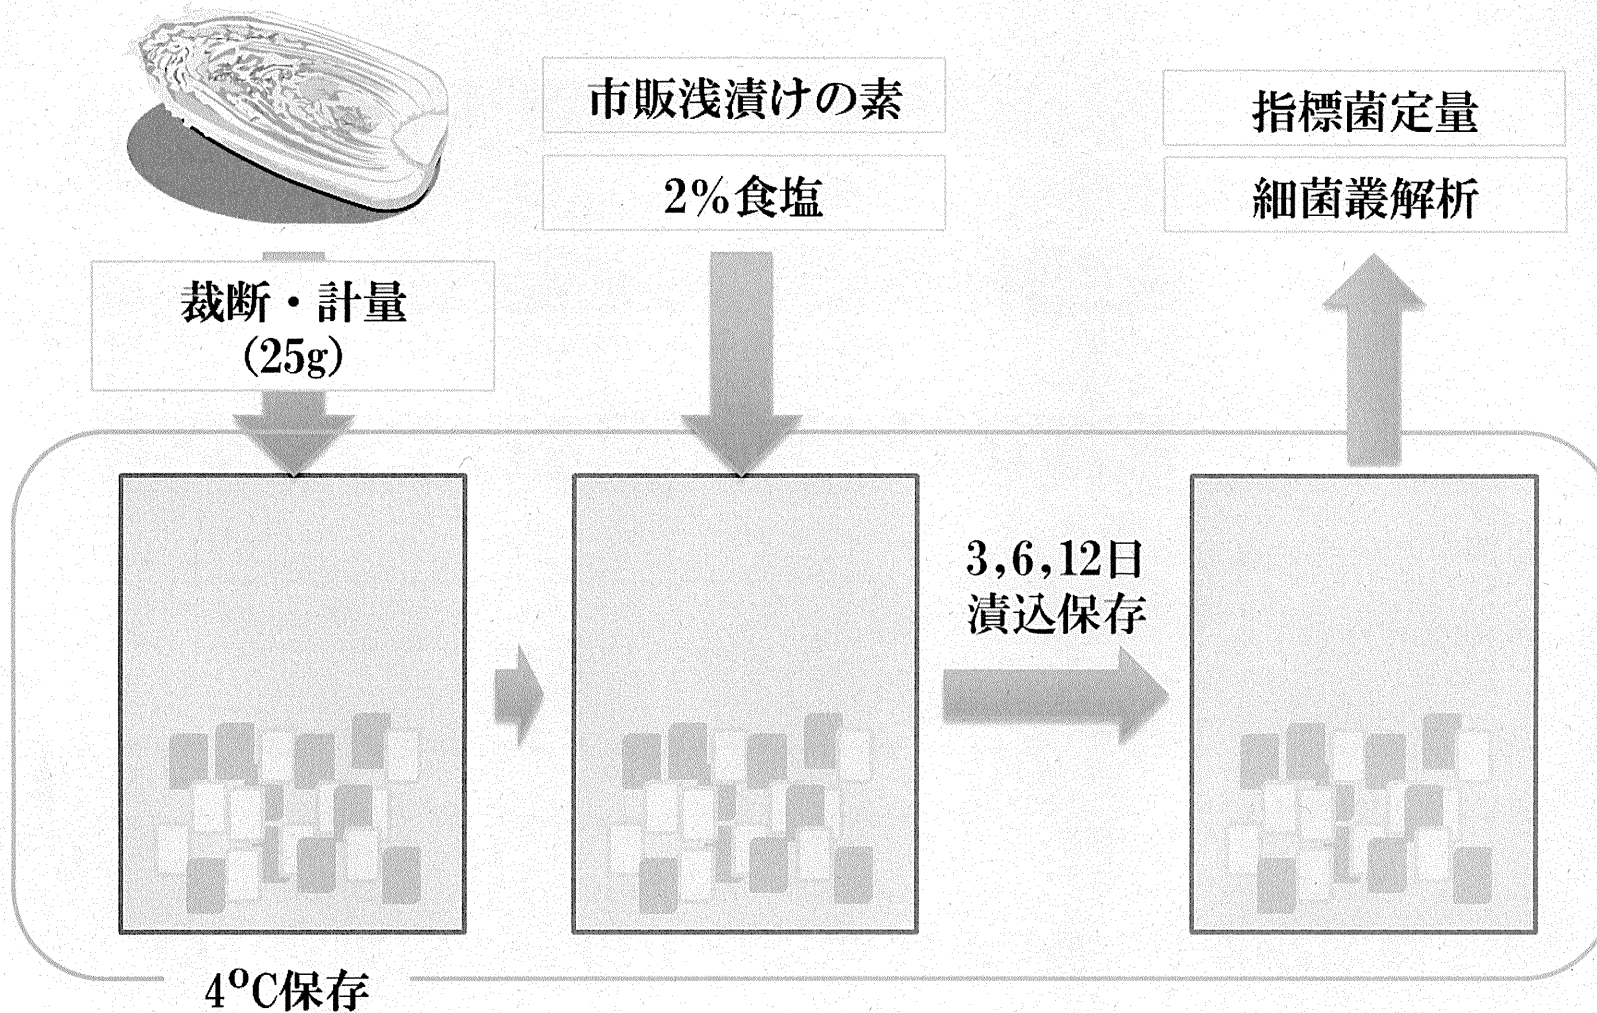 市販浅漬けの素
2%食塩
指標菌定量
細菌叢解析
裁断・計量
(25g)
3,6,12日
漬込保存
4℃保存